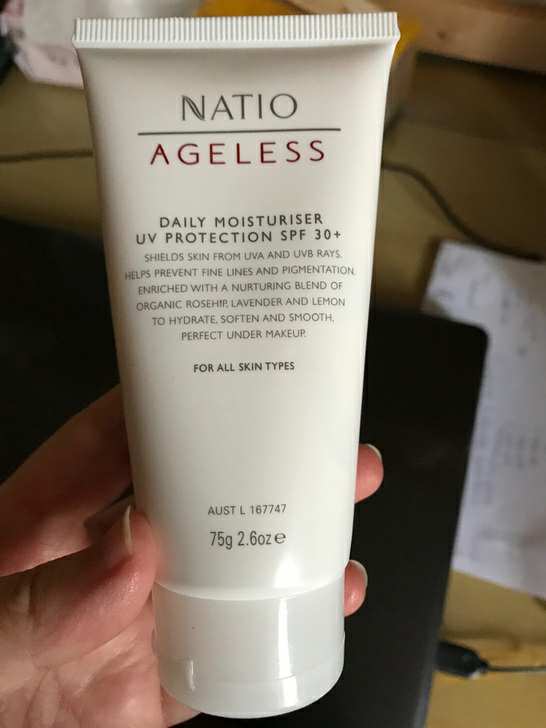 NATIO
AGELESS
DAILY MOISTURISER
UV PROTECTION SPF 30+
SHIELDS SKIN FROM UVA AND UVB RAYS.
HELPS PREVENT FINE LINES AND PIGMENTATION.
ENRICHED WITH A NURTURING BLEND OF
ORGANIC ROSEHIP, LAVENDER AND LEMON
TO HYDRATE, SOFTEN AND SMOOTH.
PERFECT UNDER MAKEUP.
FOR ALL SKIN TYPES
AUST L 167747
75g 2.6oz e